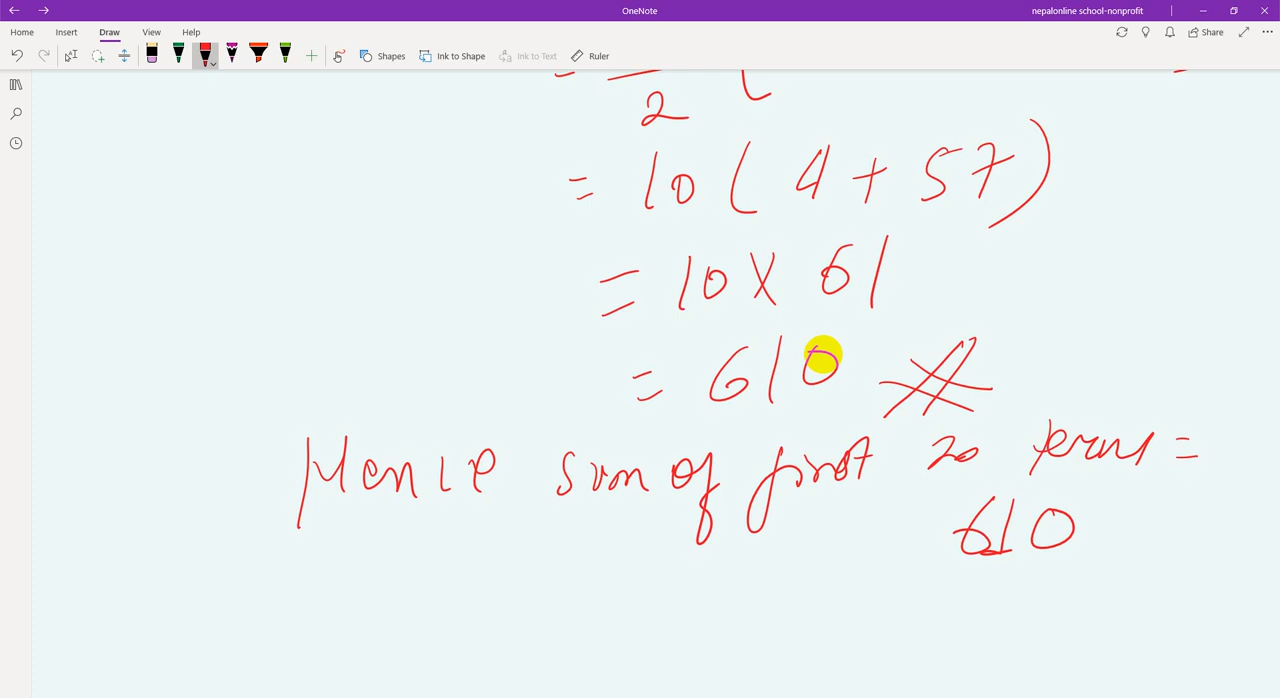 OneNote
nepalonline school-nonprofit
Home Insert Draw View Help
Share
Shapes Ink to Shape Ink to Text Ruler
2
= 10 ( 4 + 57 )
= 10 X 61
= 610
Hence sum of first 20 terms =
610